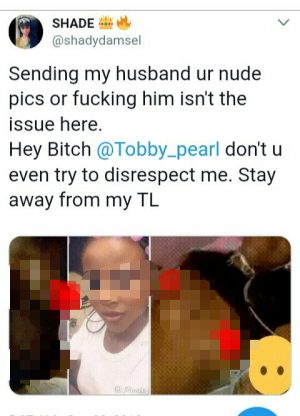 SHADE
@shadydamsel
Sending my husband ur nude
pics or fucking him isn't the
issue here.
Hey Bitch @Tobby_pearl don't u
even try to disrespect me. Stay
away from my TL